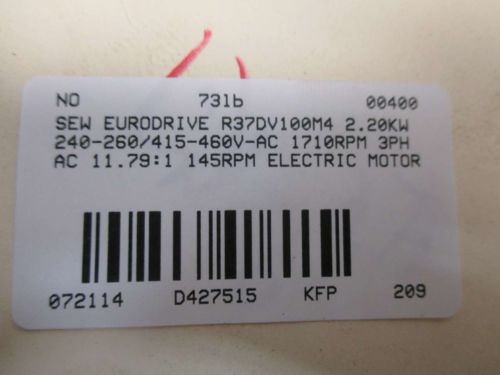 NO 73lb 00400
SEW EURODRIVE R37DV100M4 2.20KW
240-260/415-460V-AC 1710RPM 3PH
AC 11.79:1 145RPM ELECTRIC MOTOR
072114 D427515 KFP 209